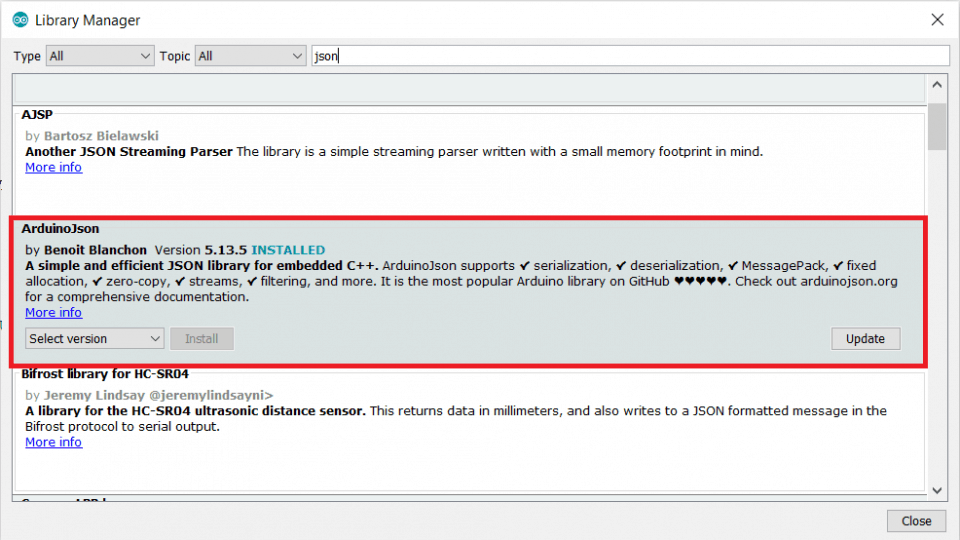 Library Manager
Type All Topic All json
AJSP
by Bartosz Bielawski
Another JSON Streaming Parser The library is a simple streaming parser written with a small memory footprint in mind.
More info
ArduinoJson
by Benoit Blanchon Version 5.13.5 INSTALLED
A simple and efficient JSON library for embedded C++. ArduinoJson supports ✔ serialization, ✔ deserialization, ✔ MessagePack, ✔ fixed
allocation, ✔ zero-copy, ✔ streams, ✔ filtering, and more. It is the most popular Arduino library on GitHub ♥♥♥♥♥. Check out arduinojson.org
for a comprehensive documentation.
More info
Select version Install Update
Bifrost library for HC-SR04
by Jeremy Lindsay @jeremylindsayni>
A library for the HC-SR04 ultrasonic distance sensor. This returns data in millimeters, and also writes to a JSON formatted message in the
Bifrost protocol to serial output.
More info
Close